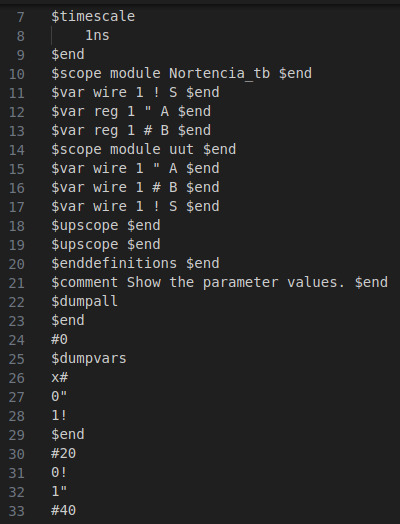 7 $timescale
8 1ns
9 $end
10 $scope module Nortencia_tb $end
11 $var wire 1 ! S $end
12 $var reg 1 " A $end
13 $var reg 1 # B $end
14 $scope module uut $end
15 $var wire 1 " A $end
16 $var wire 1 # B $end
17 $var wire 1 ! S $end
18 $upscope $end
19 $upscope $end
20 $enddefinitions $end
21 $comment Show the parameter values. $end
22 $dumpall
23 $end
24 #0
25 $dumpvars
26 x#
27 0"
28 1!
29 $end
30 #20
31 0!
32 1"
33 #40